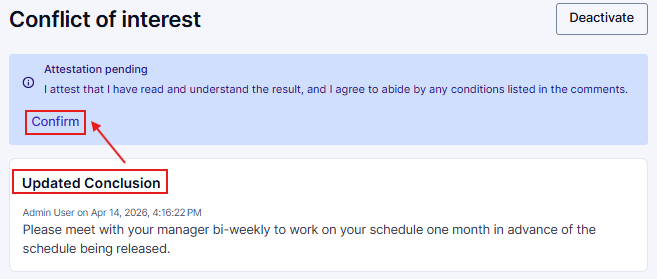 Conflict of interest
Deactivate
Attestation pending
I attest that I have read and understand the result, and I agree to abide by any conditions listed in the comments.
Confirm
Updated Conclusion
Admin User on Apr 14, 2026, 4:16:22 PM
Please meet with your manager bi-weekly to work on your schedule one month in advance of the
schedule being released.